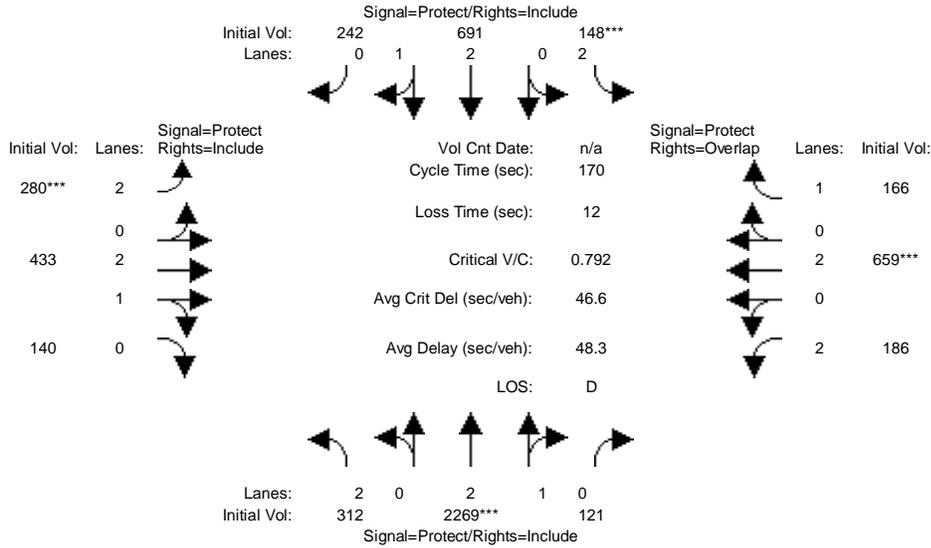 Signal=Protect/Rights=Include
Initial Vol: 242 691 148***
Lanes: 0 1 2 0 2
Signal=Protect
Rights=Include
Signal=Protect
Rights=Overlap
Initial Vol: Lanes: Vol Cnt Date: n/a Lanes: Initial Vol:
Cycle Time (sec): 170
280*** 2 1 166
Loss Time (sec): 12
0 0
433 2 Critical V/C: 0.792 2 659***
1 Avg Crit Del (sec/veh): 46.6 0
140 0 Avg Delay (sec/veh): 48.3 2 186
LOS: D
Lanes: 2 0 2 1 0
Initial Vol: 312 2269*** 121
Signal=Protect/Rights=Include